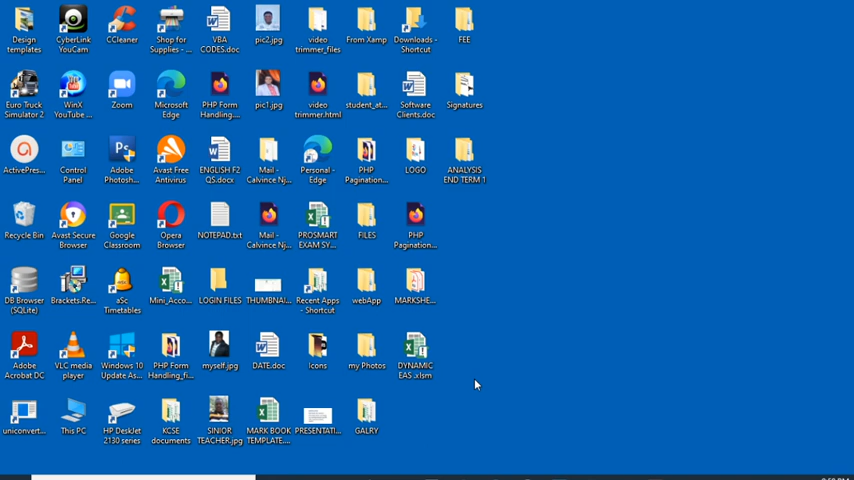 Design
templates
CyberLink
YouCam
CCleaner
Shop for
Supplies - ...
VBA
CODES.doc
pic2.jpg
video
trimmer_files
From Xamp
Downloads -
Shortcut
FEE
Euro Truck
Simulator 2
WinX
YouTube ...
Zoom
Microsoft
Edge
PHP Form
Handling....
pic1.jpg
video
trimmer.html
student_at...
Software
Clients.doc
Signatures
ActivePres...
Control
Panel
Adobe
Photosh...
Avast Free
Antivirus
ENGLISH F2
QS.docx
Mail -
Calvince Nj...
Personal -
Edge
PHP
Pagination...
LOGO
ANALYSIS
END TERM 1
Recycle Bin
Avast Secure
Browser
Google
Classroom
Opera
Browser
NOTEPAD.txt
Mail -
Calvince Nj...
PROSMART
EXAM SY...
FILES
PHP
Pagination...
DB Browser
(SQLite)
Brackets.Re...
aSc
Timetables
Mini_Acco...
LOGIN FILES
THUMBNAI...
Recent Apps
- Shortcut
webApp
MARKSHE...
Adobe
Acrobat DC
VLC media
player
Windows 10
Update As...
PHP Form
Handling_fi...
myself.jpg
DATE.doc
Icons
my Photos
DYNAMIC
EAS .xlsm
uniconvert...
This PC
HP DeskJet
2130 series
KCSE
documents
SINIOR
TEACHER.jpg
MARK BOOK
TEMPLATE....
PRESENTATI...
GALRY